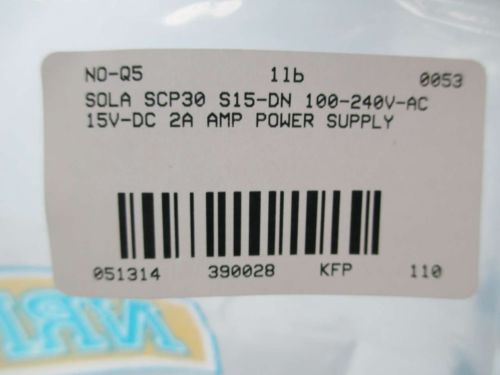 NO-Q5 1lb 0053
SOLA SCP30 S15-DN 100-240V-AC
15V-DC 2A AMP POWER SUPPLY
051314 390028 KFP 110